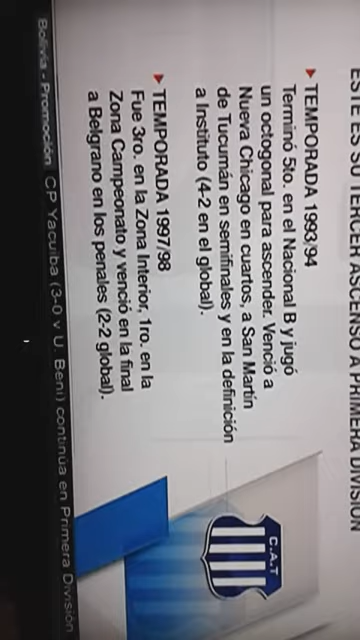 ESTE ES SU TERCER ASCENSO A PRIMERA DIVISIÓN
▶ TEMPORADA 1993/94
Terminó 5to. en el Nacional B y jugó
un octogonal para ascender. Venció a
Nueva Chicago en cuartos, a San Martín
de Tucumán en semifinales y en la definición
a Instituto (4-2 en el global).
▶ TEMPORADA 1997/98
Fue 3ro. en la Zona Interior, 1ro. en la
Zona Campeonato y venció en la final
a Belgrano en los penales (2-2 global).
C.A.T
Bolivia - Promoción CP Yacuiba (3-0 v U. Beni) continúa en Primera División